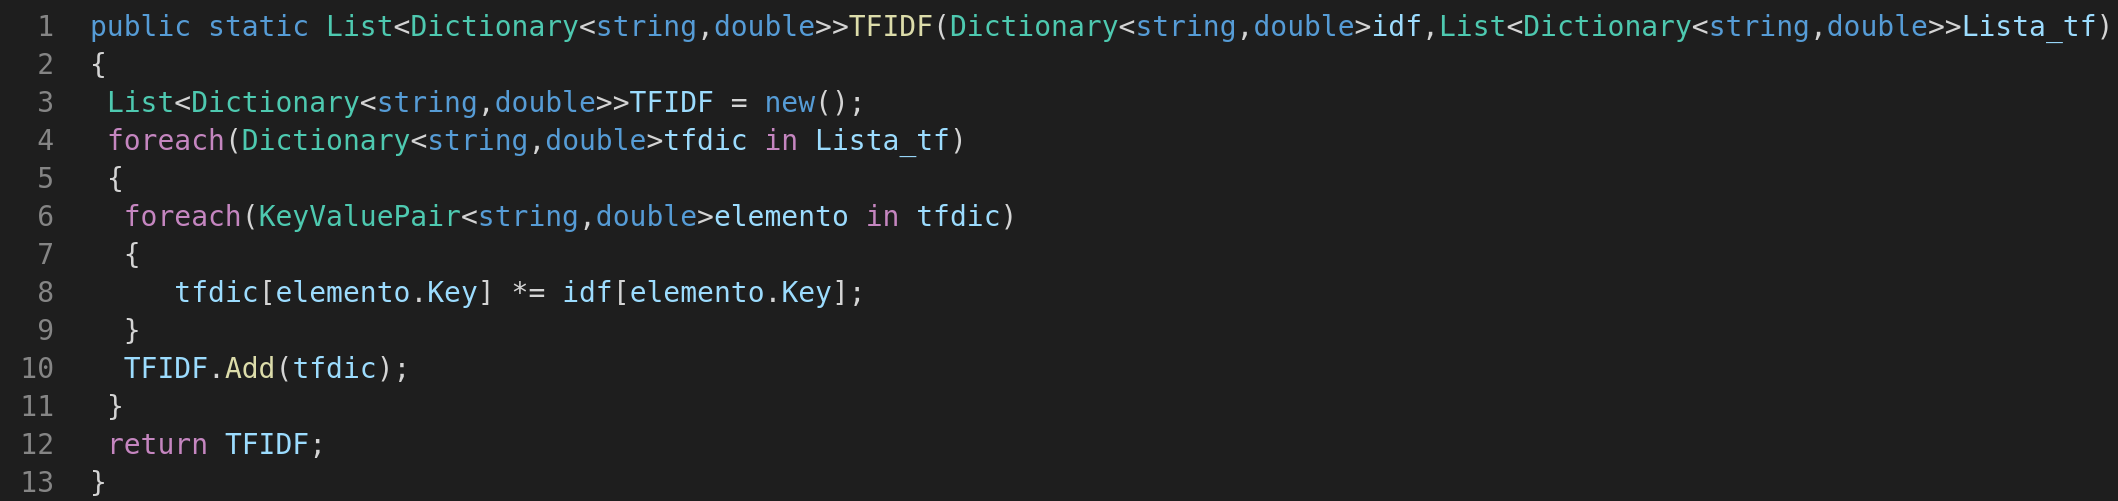 1 public static List<Dictionary<string,double>>TFIDF(Dictionary<string,double>idf,List<Dictionary<string,double>>Lista_tf)
2 {
3  List<Dictionary<string,double>>TFIDF = new();
4  foreach(Dictionary<string,double>tfdic in Lista_tf)
5  {
6   foreach(KeyValuePair<string,double>elemento in tfdic)
7   {
8      tfdic[elemento.Key] *= idf[elemento.Key];
9   }
10   TFIDF.Add(tfdic);
11  }
12  return TFIDF;
13 }